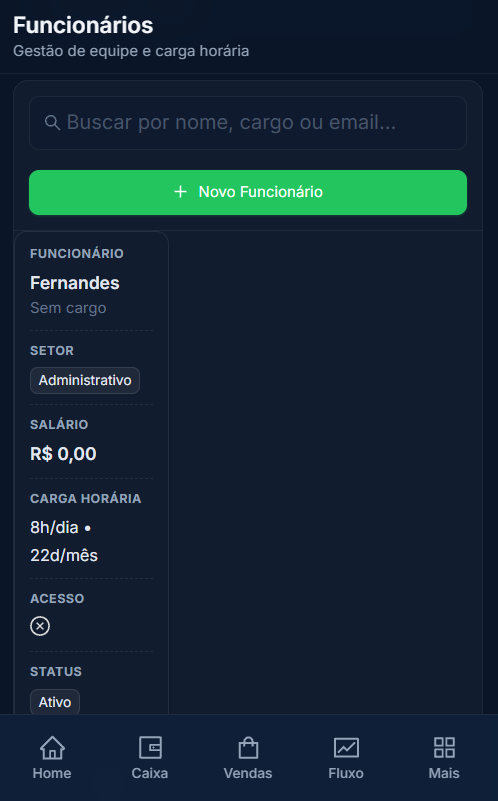 Funcionários
Gestão de equipe e carga horária
Buscar por nome, cargo ou email...
Novo Funcionário
FUNCIONÁRIO
Fernandes
Sem cargo
SETOR
Administrativo
SALÁRIO
R$ 0,00
CARGA HORÁRIA
8h/dia •
22d/mês
ACESSO
STATUS
Ativo
Home
Caixa
Vendas
Fluxo
Mais